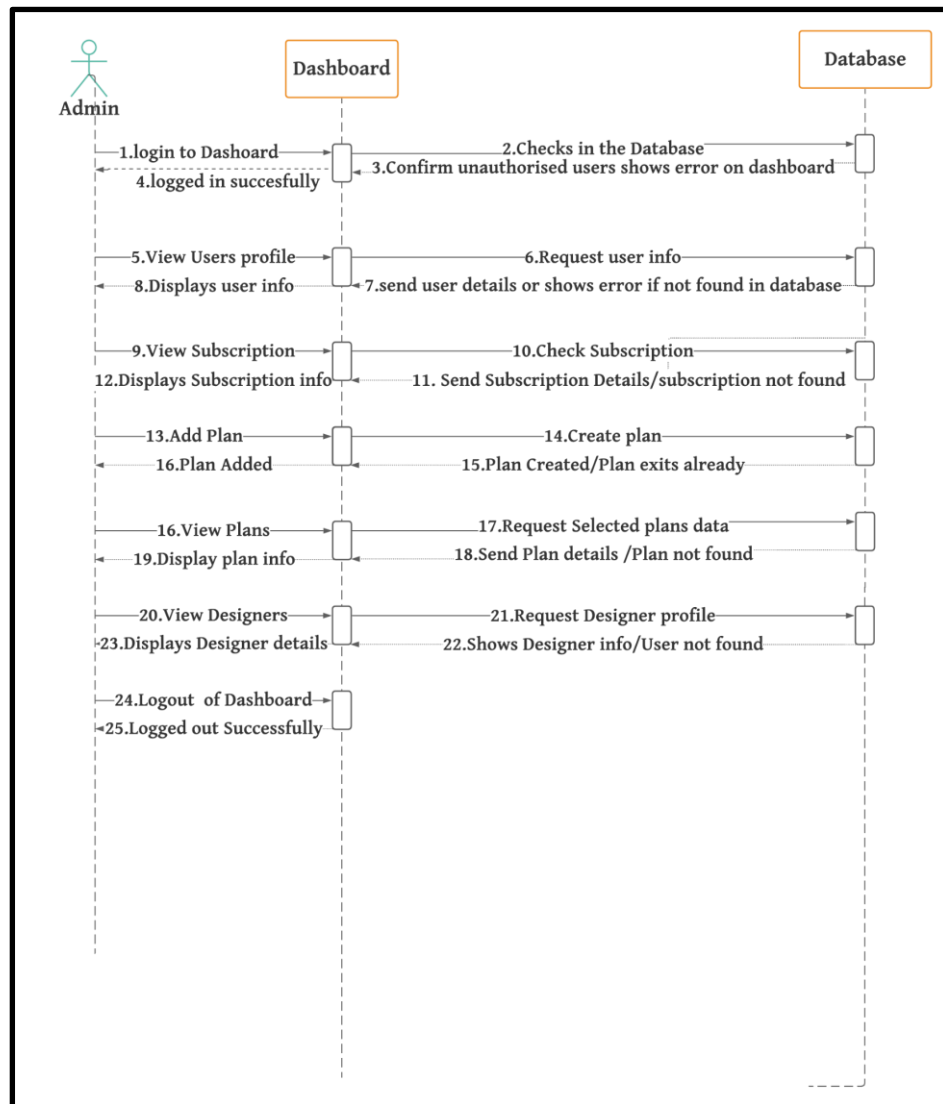 Dashboard
Database
Admin
1.login to Dashoard
2.Checks in the Database
3.Confirm unauthorised users shows error on dashboard
4.logged in succesfully
5.View Users profile
6.Request user info
8.Displays user info
7.send user details or shows error if not found in database
9.View Subscription
10.Check Subscription
12.Displays Subscription info
11. Send Subscription Details/subscription not found
13.Add Plan
14.Create plan
16.Plan Added
15.Plan Created/Plan exits already
16.View Plans
17.Request Selected plans data
19.Display plan info
18.Send Plan details /Plan not found
20.View Designers
21.Request Designer profile
23.Displays Designer details
22.Shows Designer info/User not found
24.Logout of Dashboard
25.Logged out Successfully